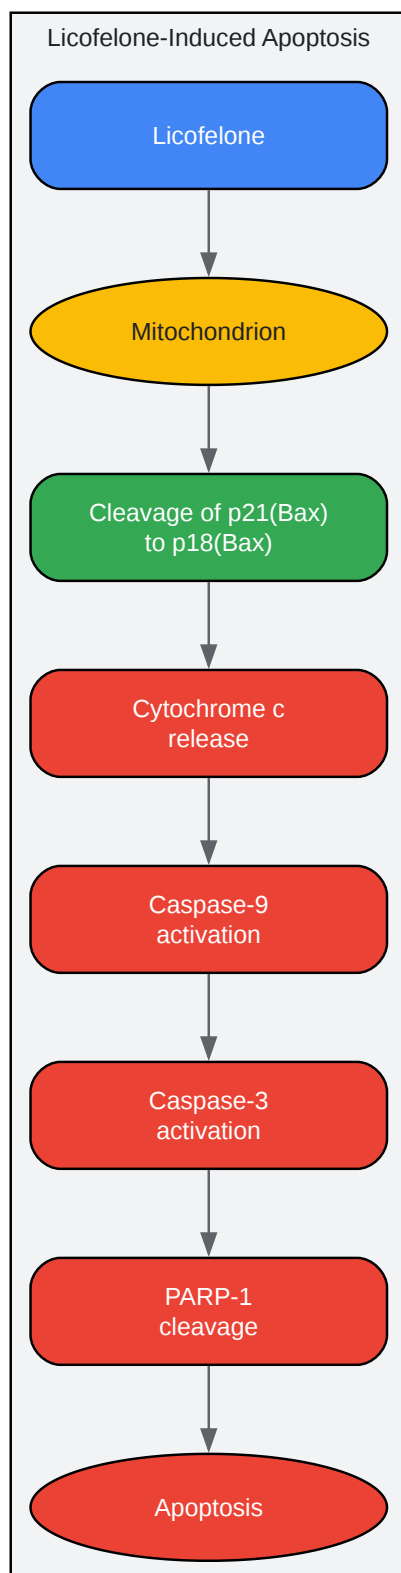 Licofelone-Induced Apoptosis
Licofelone
Mitochondrion
Cleavage of p21(Bax)
to p18(Bax)
Cytochrome c
release
Caspase-9
activation
Caspase-3
activation
PARP-1
cleavage
Apoptosis